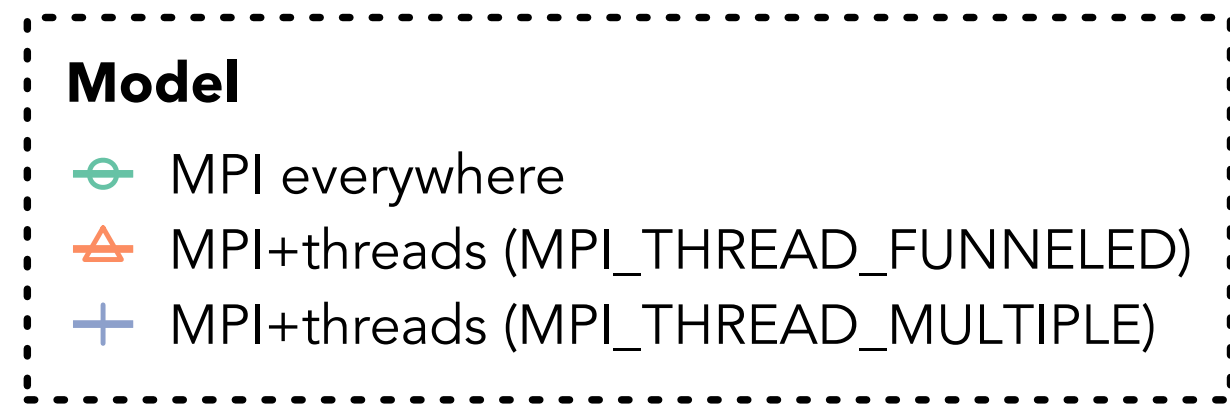 Model
MPI everywhere
MPI+threads (MPI_THREAD_FUNNELED)
MPI+threads (MPI_THREAD_MULTIPLE)